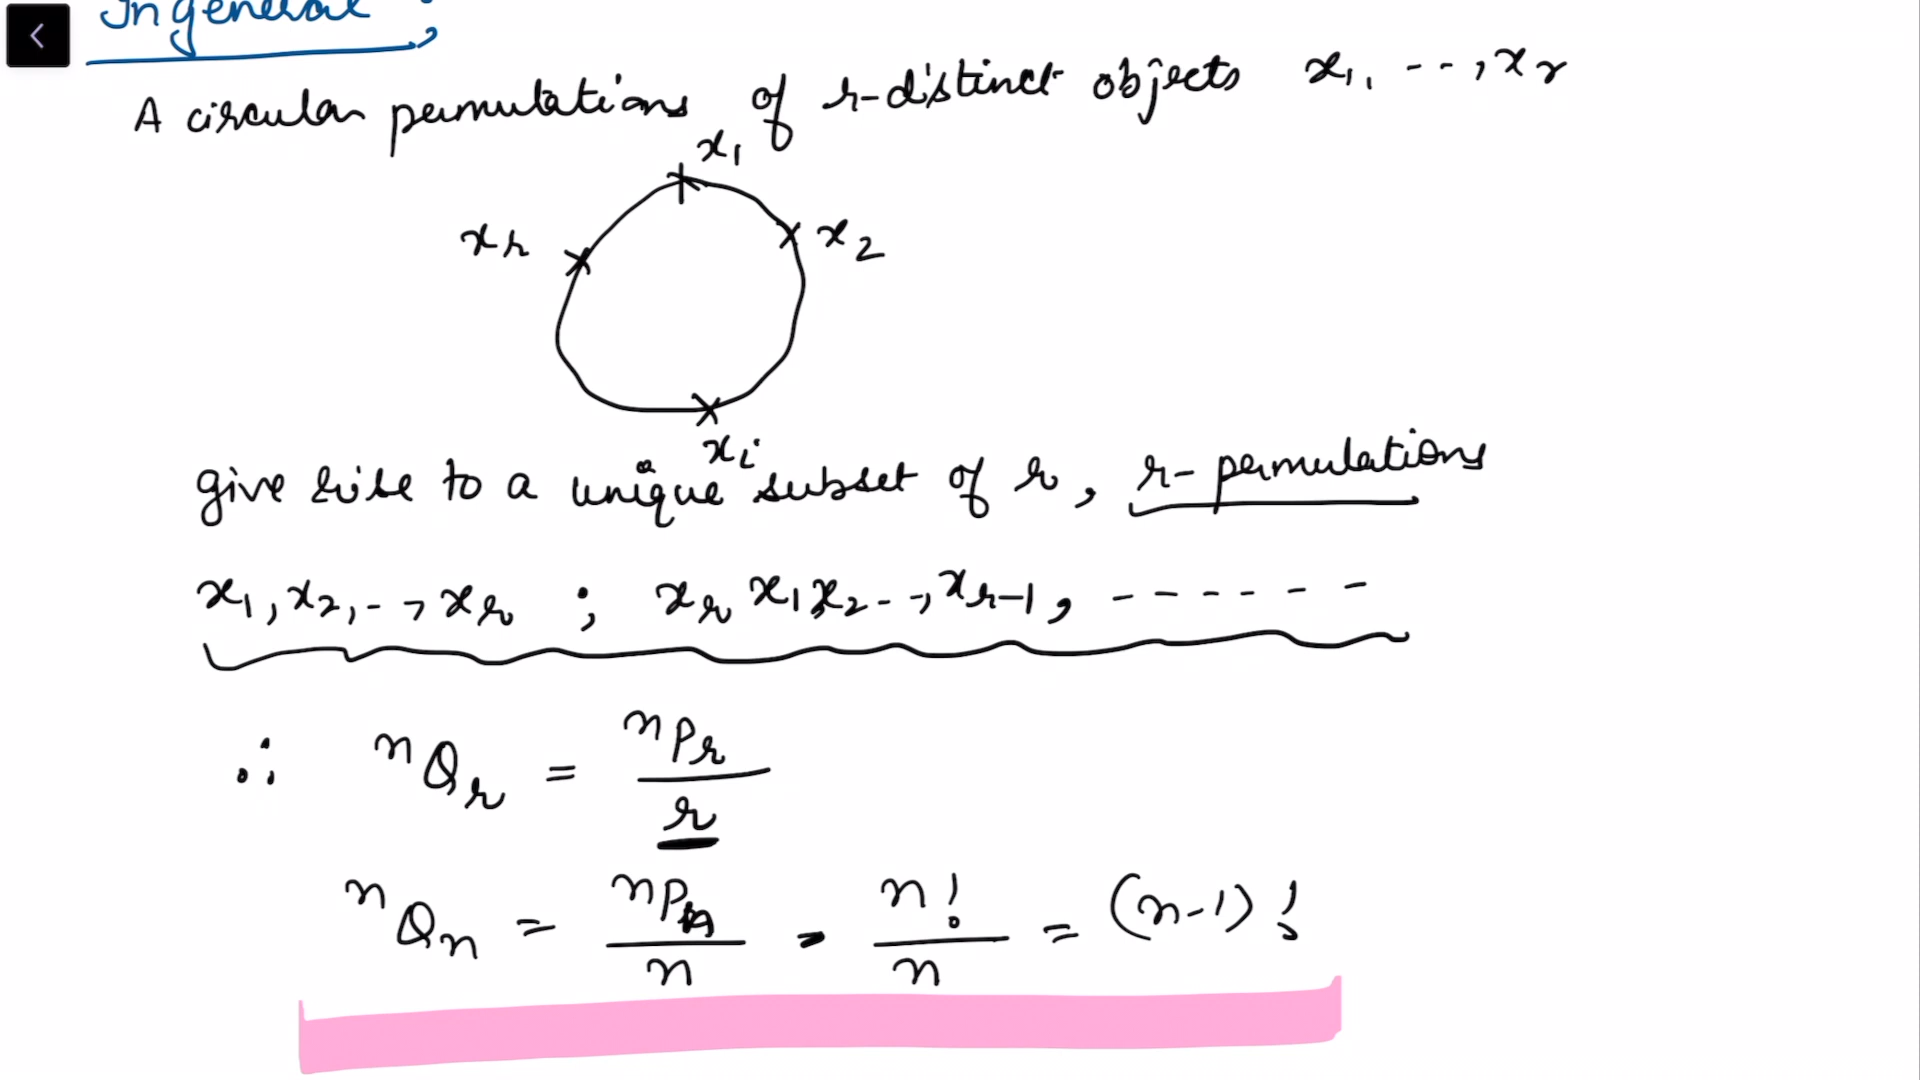 In general :
A circular permutations of r-distinct objects x₁, --, xᵣ
x₁
xᵣ
x₂
xᵢ
give rise to a unique subset of r, r-permutations
x₁, x₂, --, xᵣ ; xᵣ x₁ x₂ --, xᵣ₋₁, ------
∴ ⁿQᵣ = ⁿPᵣ / r
ⁿQₙ = ⁿPₙ / n = n! / n = (n-1)!